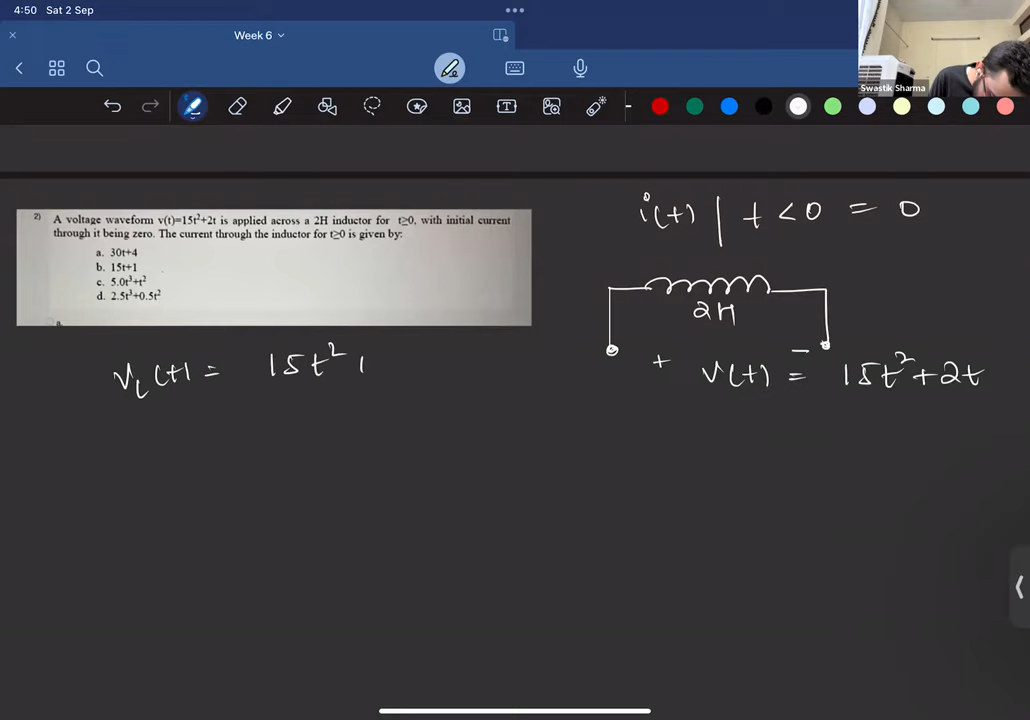 4:50 Sat 2 Sep
Week 6
Swastik Sharma
2) A voltage waveform v(t)=15t²+2t is applied across a 2H inductor for t≥0, with initial current
through it being zero. The current through the inductor for t≥0 is given by:
a. 30t+4
b. 15t+1
c. 5.0t³+t²
d. 2.5t³+0.5t²
a.
i(t) | t < 0 = 0
2H
+ v(t) = 15t²+2t −
v_L(t) = 15t²